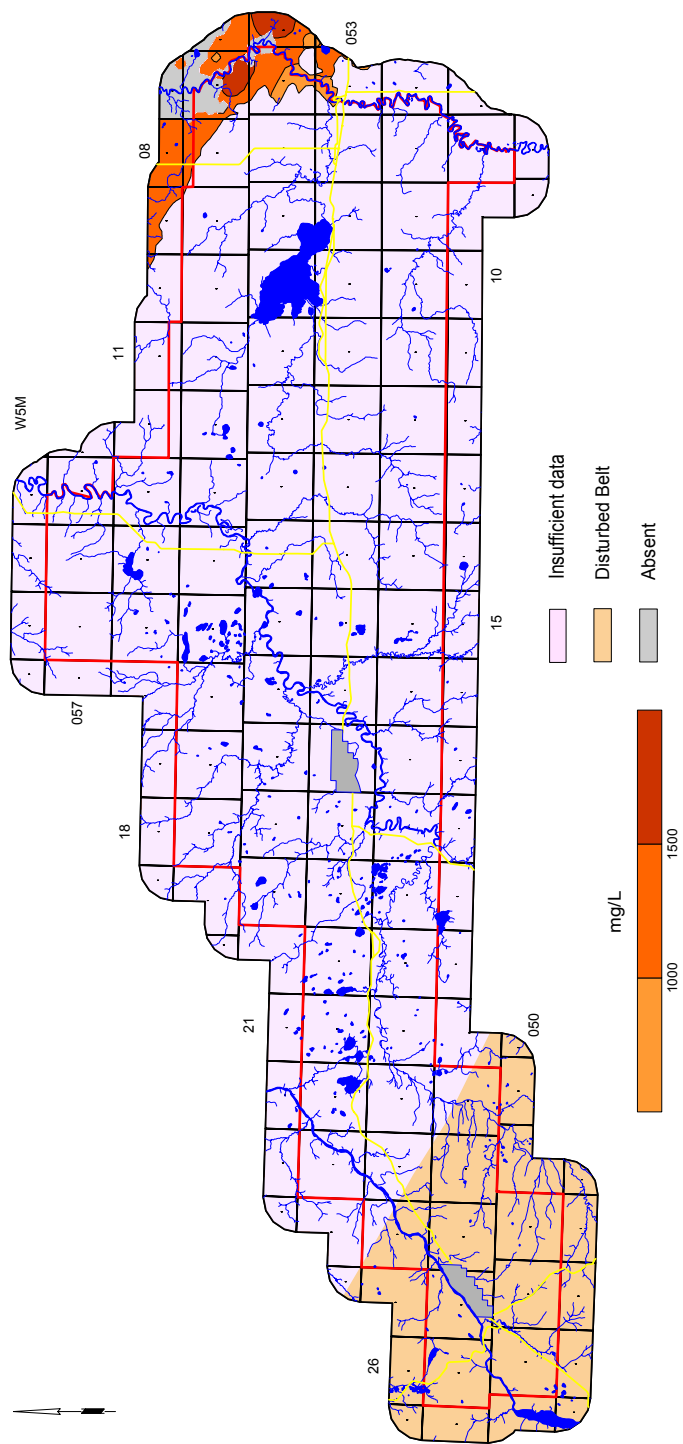 053
08
10
11
W5M
15
057
18
21
050
26
Insufficient data
Disturbed Belt
Absent
mg/L
1000
1500